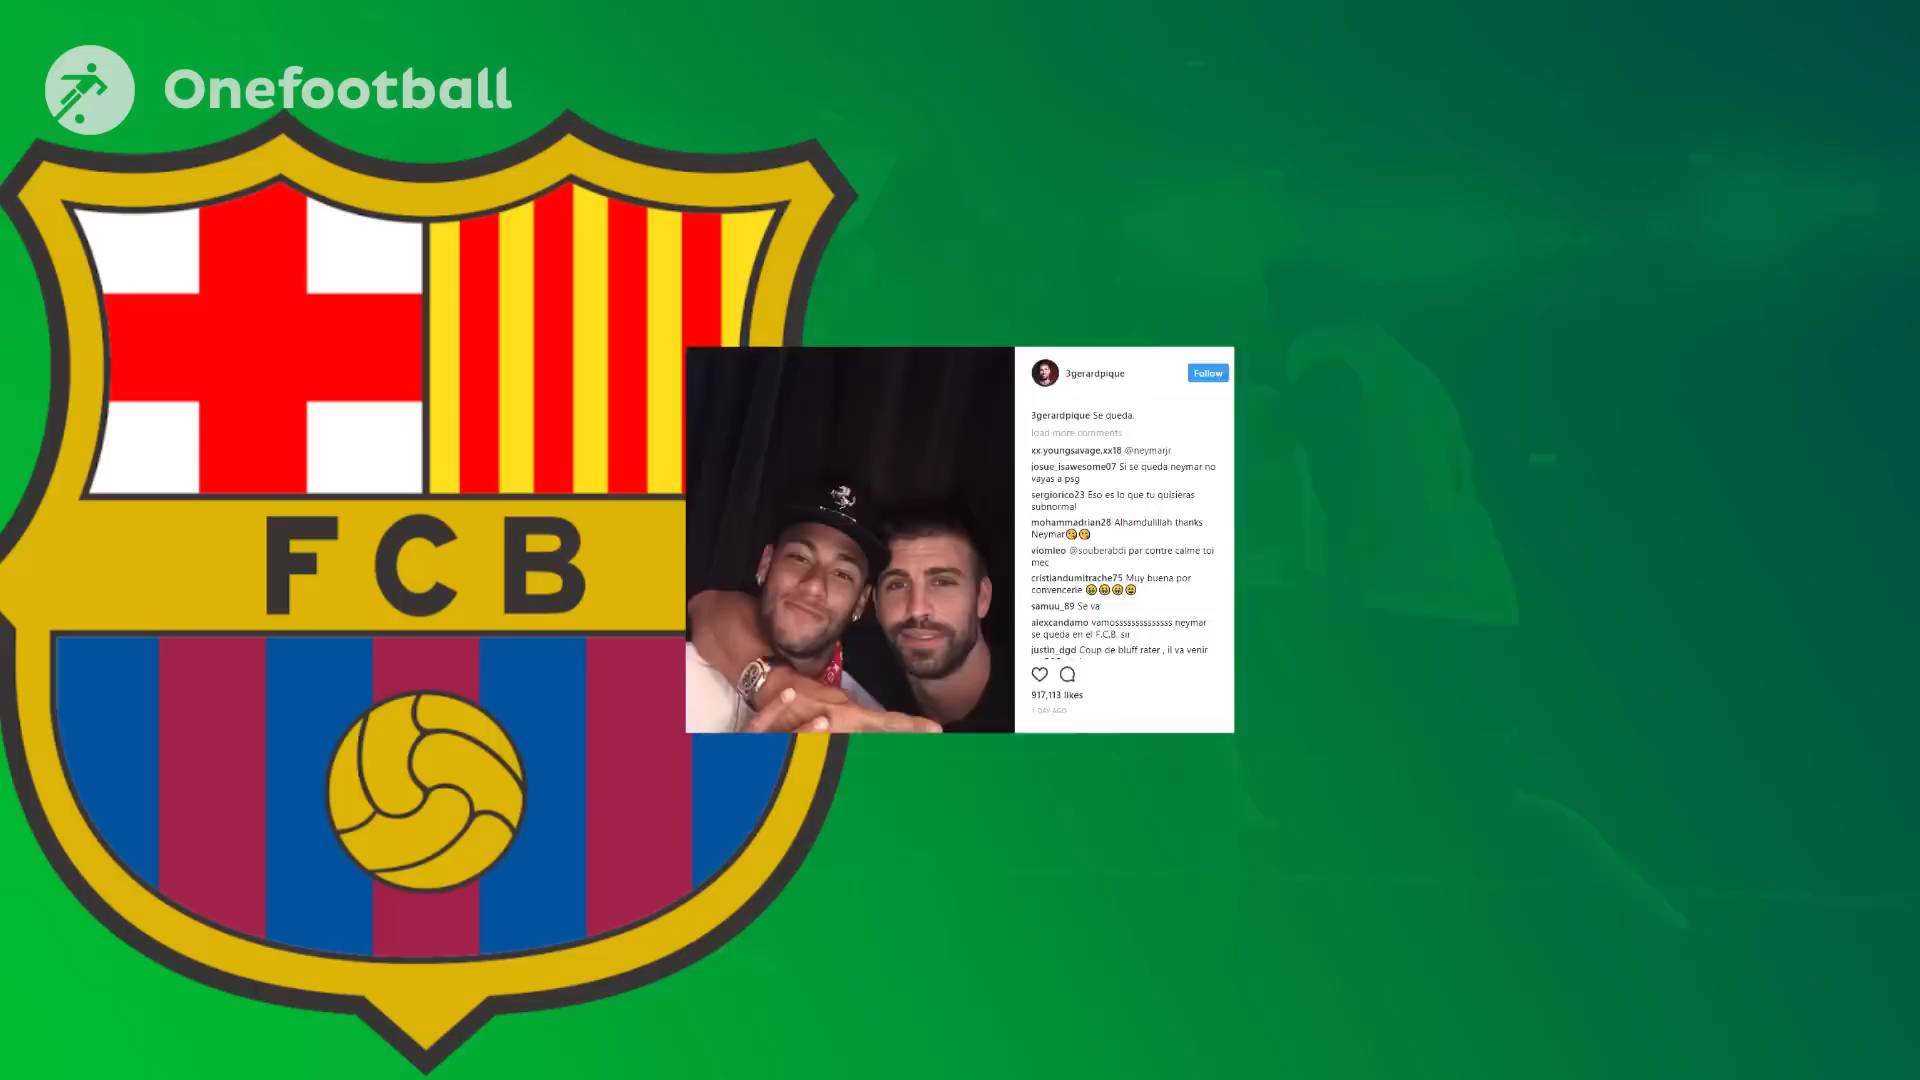 Onefootball
FCB
3gerardpique
Follow
3gerardpique Se queda.
load more comments
xx.youngsavage.xx18 @neymarjr
josue_isawesome07 Si se queda neymar no
vayas a psg
sergiorico23 Eso es lo que tu quisieras
subnormal
mohammadrian28 Alhamdulillah thanks
Neymar😘😘
viomleo @souberabdi par contre calme toi
mec
cristiandumitrache75 Muy buena por
convencerle
samuu_89 Se va
alexcandamo vamosssssssssssssss neymar
se queda en el F.C.B. sii
justin_dgd Coup de bluff rater , il va venir
917,113 likes
1 DAY AGO